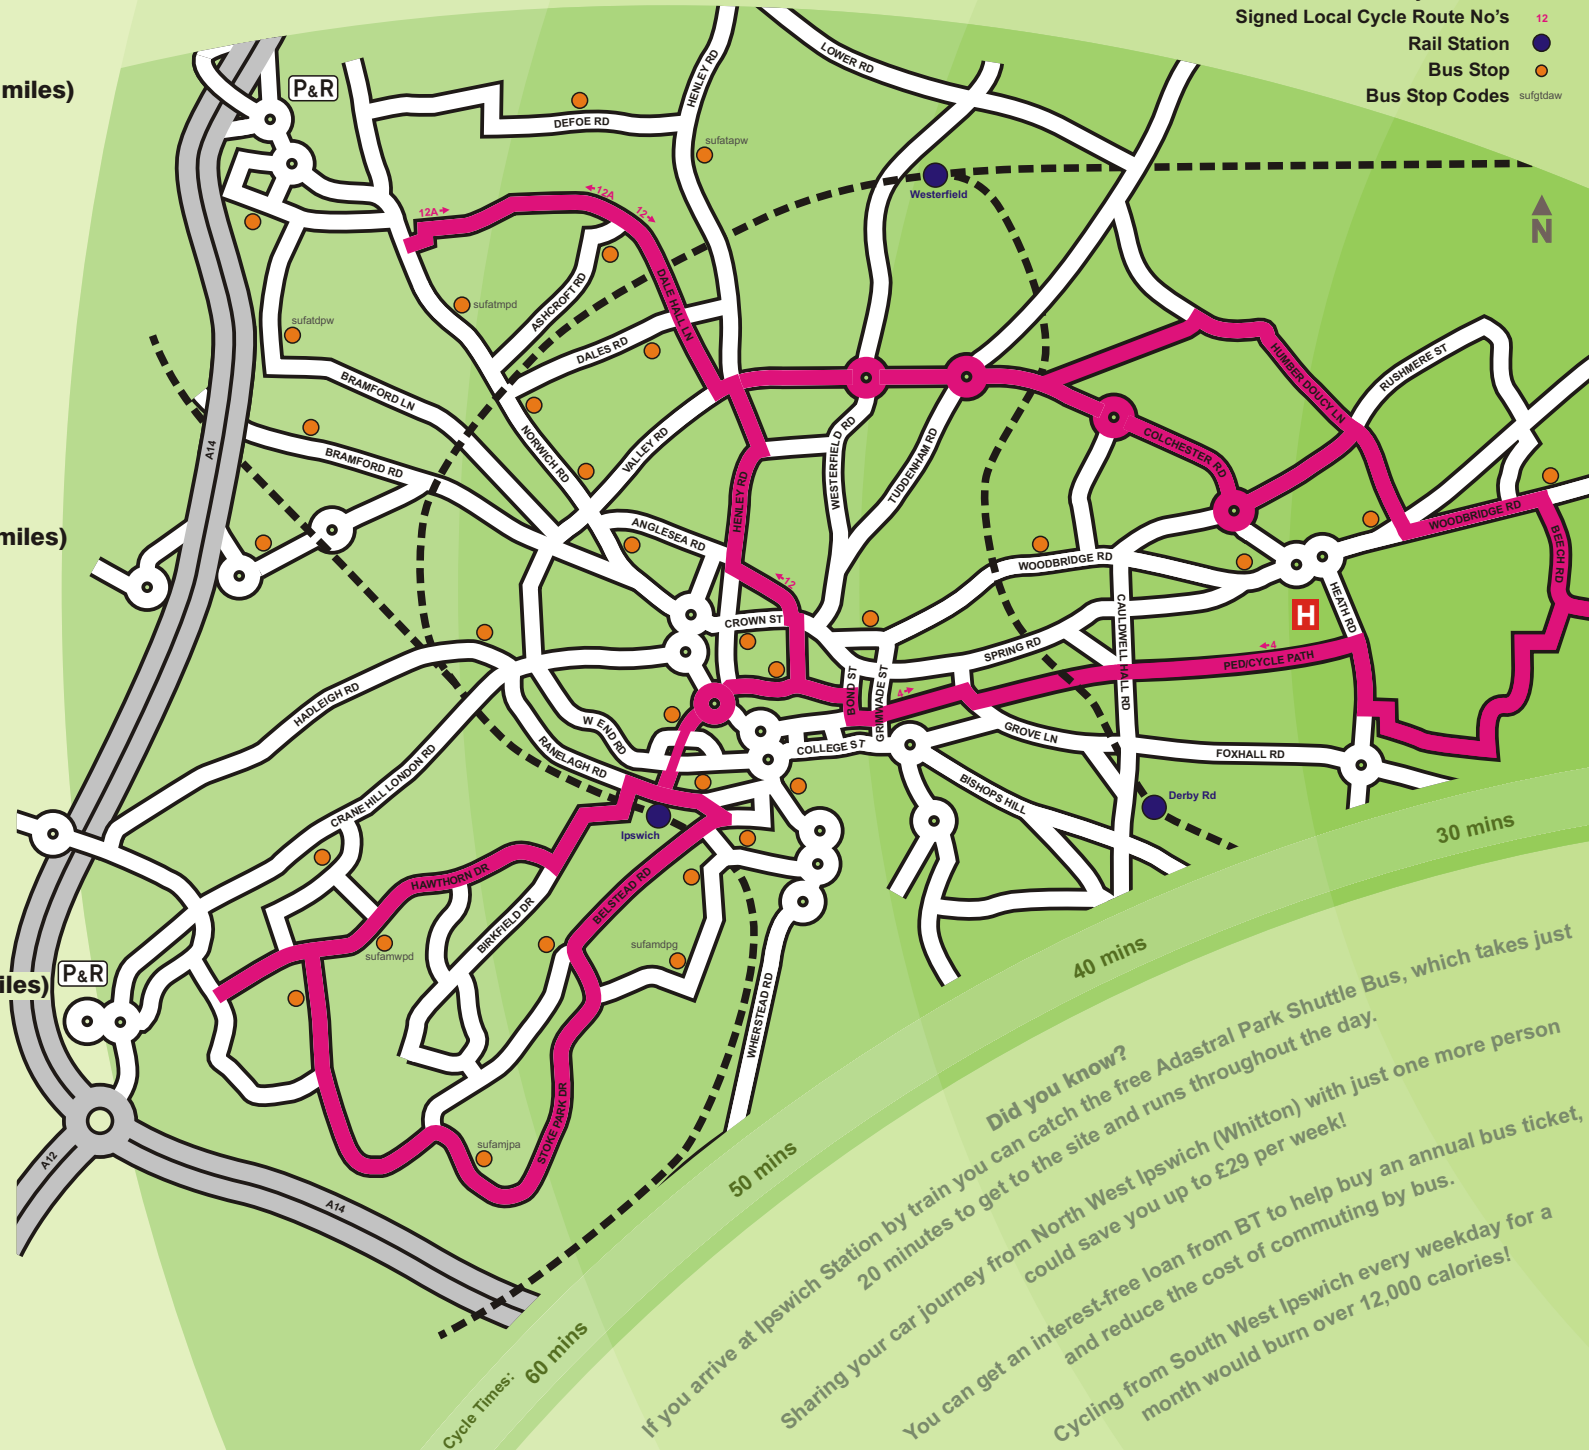 Signed Local Cycle Route No's 12
Rail Station
Bus Stop
Bus Stop Codes sufgtdaw
miles)
P&R
HENLEY RD
LOWER RD
DEFOE RD
sufatapw
Westerfield
N
12A
12A
12
DALE HALL LN
ASHCROFT RD
sufatmpd
sufatdpw
DALES RD
BRAMFORD LN
HUMBER DOUCY LN
RUSHMERE ST
A14
BRAMFORD RD
NORWICH RD
VALLEY RD
WESTERFIELD RD
TUDDENHAM RD
COLCHESTER RD
HENLEY RD
WOODBRIDGE RD
miles)
ANGLESEA RD
WOODBRIDGE RD
BEECH RD
12
CROWN ST
CAULDWELL HALL RD
H
HEATH RD
SPRING RD
4
PED/CYCLE PATH
HADLEIGH RD
BOND ST
GRIMWADE ST
4
W END RD
RANELAGH RD
COLLEGE ST
GROVE LN
FOXHALL RD
CRANE HILL LONDON RD
BISHOPS HILL
Derby Rd
Ipswich
30 mins
HAWTHORN DR
BELSTEAD RD
BIRKFIELD DR
sufamwpd
sufamdpg
40 mins
P&R
iles)
WHERSTEAD RD
STOKE PARK DR
sufamjpa
A12
A14
50 mins
60 mins
Cycle Times:
Did you know?
If you arrive at Ipswich Station by train you can catch the free Adastral Park Shuttle Bus, which takes just
20 minutes to get to the site and runs throughout the day.
Sharing your car journey from North West Ipswich (Whitton) with just one more person
could save you up to £29 per week!
You can get an interest-free loan from BT to help buy an annual bus ticket,
and reduce the cost of commuting by bus.
Cycling from South West Ipswich every weekday for a
month would burn over 12,000 calories!